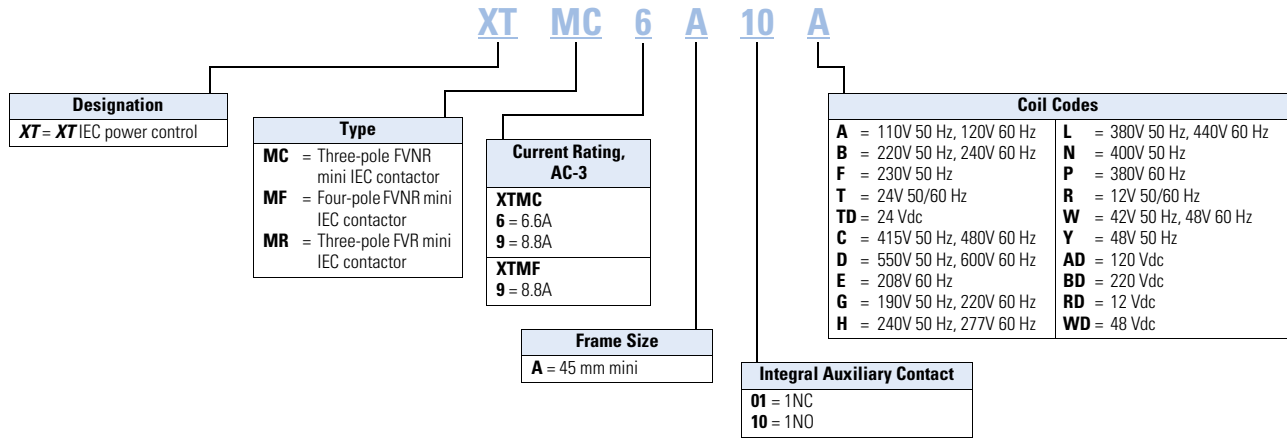 XT MC 6 A 10 A
Designation
XT = XT IEC power control
Type
MC = Three-pole FVNR
mini IEC contactor
MF = Four-pole FVNR mini
IEC contactor
MR = Three-pole FVR mini
IEC contactor
Current Rating,
AC-3
XTMC
6 = 6.6A
9 = 8.8A
XTMF
9 = 8.8A
Frame Size
A = 45 mm mini
Integral Auxiliary Contact
01 = 1NC
10 = 1NO
Coil Codes
A = 110V 50 Hz, 120V 60 Hz
B = 220V 50 Hz, 240V 60 Hz
F = 230V 50 Hz
T = 24V 50/60 Hz
TD = 24 Vdc
C = 415V 50 Hz, 480V 60 Hz
D = 550V 50 Hz, 600V 60 Hz
E = 208V 60 Hz
G = 190V 50 Hz, 220V 60 Hz
H = 240V 50 Hz, 277V 60 Hz
L = 380V 50 Hz, 440V 60 Hz
N = 400V 50 Hz
P = 380V 60 Hz
R = 12V 50/60 Hz
W = 42V 50 Hz, 48V 60 Hz
Y = 48V 50 Hz
AD = 120 Vdc
BD = 220 Vdc
RD = 12 Vdc
WD = 48 Vdc